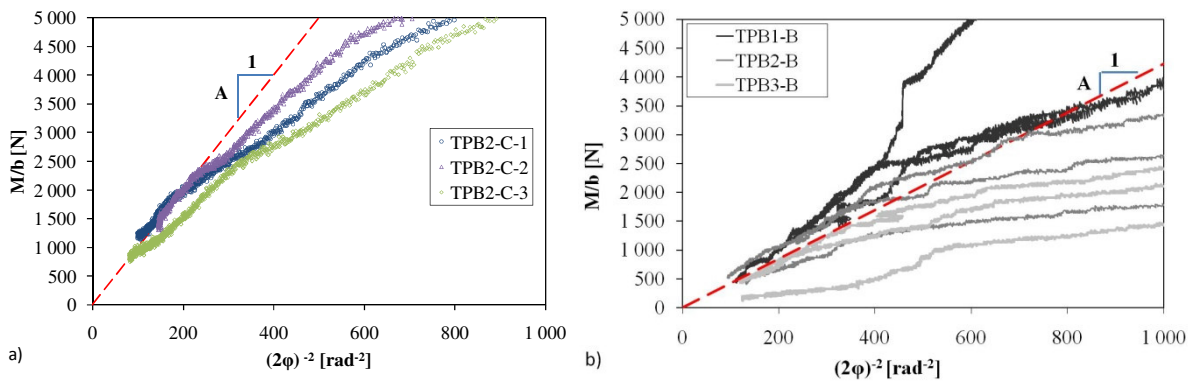 M/b [N]
5 000
4 500
4 000
3 500
3 000
2 500
2 000
1 500
1 000
500
0
1
A
TPB2-C-1
TPB2-C-2
TPB2-C-3
0 200 400 600 800 1 000
(2φ) -2 [rad-2]
a)
M/b [N]
5 000
4 500
4 000
3 500
3 000
2 500
2 000
1 500
1 000
500
0
TPB1-B
TPB2-B
TPB3-B
1
A
0 200 400 600 800 1 000
(2φ)-2 [rad-2]
b)